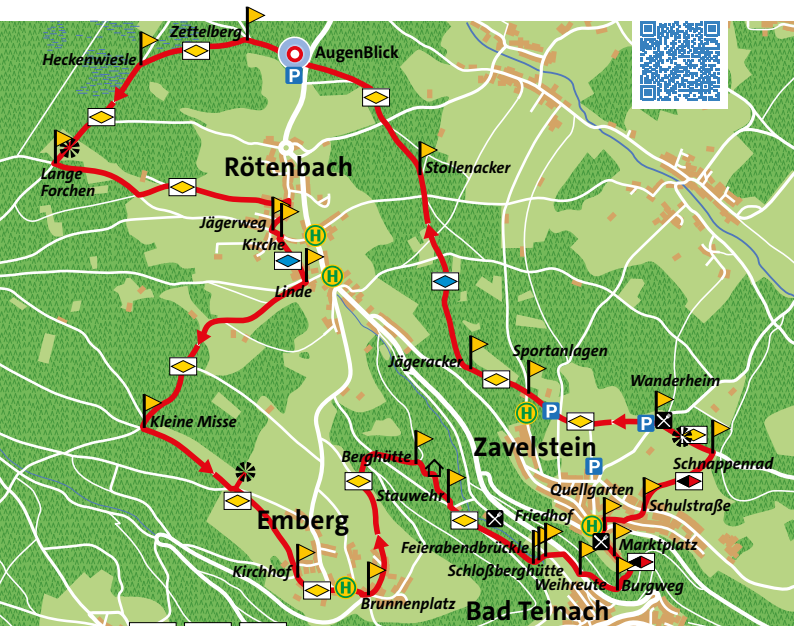 Zettelberg
Heckenwiesle
AugenBlick
P
Lange
Forchen
Rötenbach
Stollenacker
Jägerweg
Kirche
H
Linde
H
Jägeracker
Sportanlagen
Wanderheim
Kleine Misse
H
P
P
Berghütte
Zavelstein
Schnappenrad
Stauwehr
P
Quellgarten
Schulstraße
Emberg
Friedhof
H
Feierabendbrückle
Marktplatz
Kirchhof
Schloßberghütte
Weihreute
Burgweg
H
Brunnenplatz
Bad Teinach